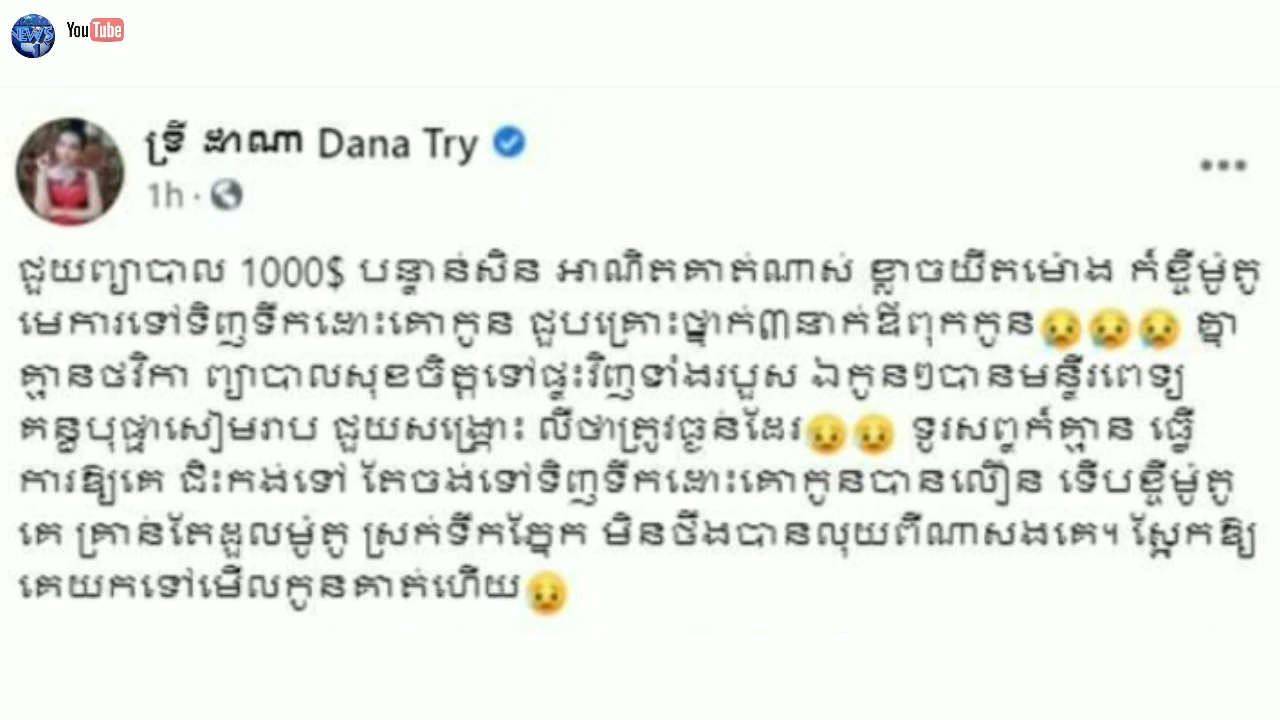 NEWS 1
YouTube
ទ្រី ដាណា Dana Try
1h
ជួយព្យាបាល 1000$ បន្ទាន់សិន អាណិតគាត់ណាស់ ខ្លាចយឺតម៉ោង ក៏ខ្ចីម៉ូតូ
មេការទៅទិញទឹកដោះគោកូន ជួបគ្រោះថ្នាក់៣នាក់ឪពុកកូន😥😥😥 គ្នា
គ្មានថវិកា ព្យាបាលសុខចិត្តទៅផ្ទះវិញទាំងរបួស ឯកូន២បានមន្ទីរពេទ្យ
គន្ធបុប្ផាសៀមរាប ជួយសង្គ្រោះ លឺថាត្រូវធ្ងន់ដែរ😥😥 ទូរសព្ទក៏គ្មាន ធ្វើ
ការឱ្យគេ ជិះកង់ទៅ តែចង់ទៅទិញទឹកដោះគោកូនបានលឿន ទើបខ្ចីម៉ូតូ
គេ គ្រាន់តែដួលម៉ូតូ ស្រក់ទឹកភ្នែក មិនថឹងបានលុយពីណាសងគេ។ ស្អែកឱ្យ
គេយកទៅមើលកូនគាត់ហើយ😥